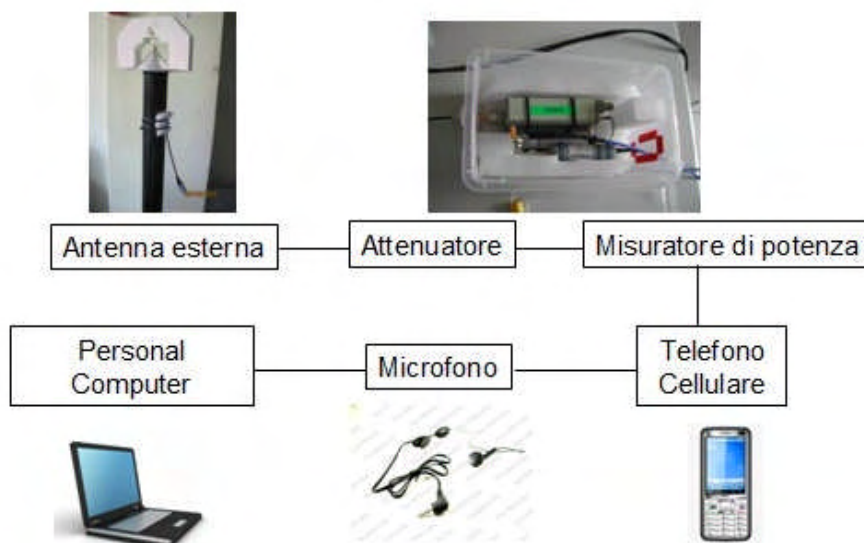 Antenna esterna
Attenuatore
Misuratore di potenza
Personal
Computer
Microfono
Telefono
Cellulare